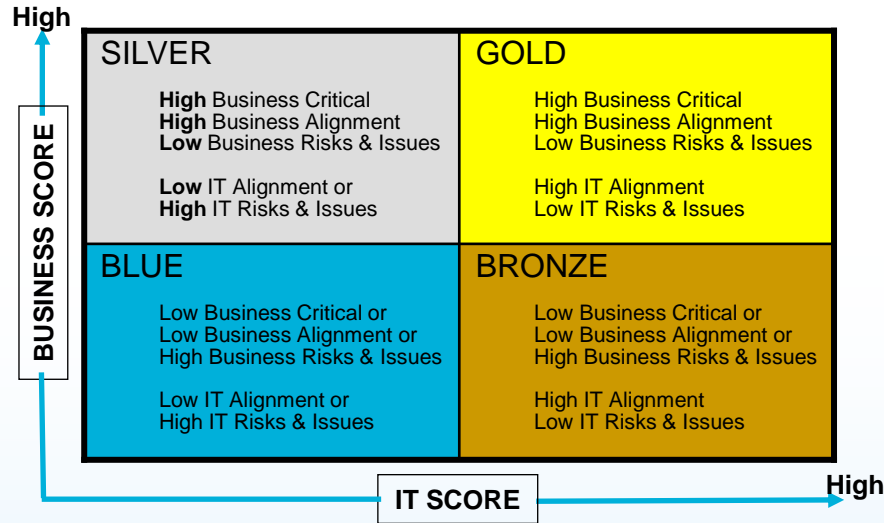 High
SILVER
High Business Critical
High Business Alignment
Low Business Risks & Issues
Low IT Alignment or
High IT Risks & Issues
GOLD
High Business Critical
High Business Alignment
Low Business Risks & Issues
High IT Alignment
Low IT Risks & Issues
BUSINESS SCORE
BLUE
Low Business Critical or
Low Business Alignment or
High Business Risks & Issues
Low IT Alignment or
High IT Risks & Issues
BRONZE
Low Business Critical or
Low Business Alignment or
High Business Risks & Issues
High IT Alignment
Low IT Risks & Issues
IT SCORE
High